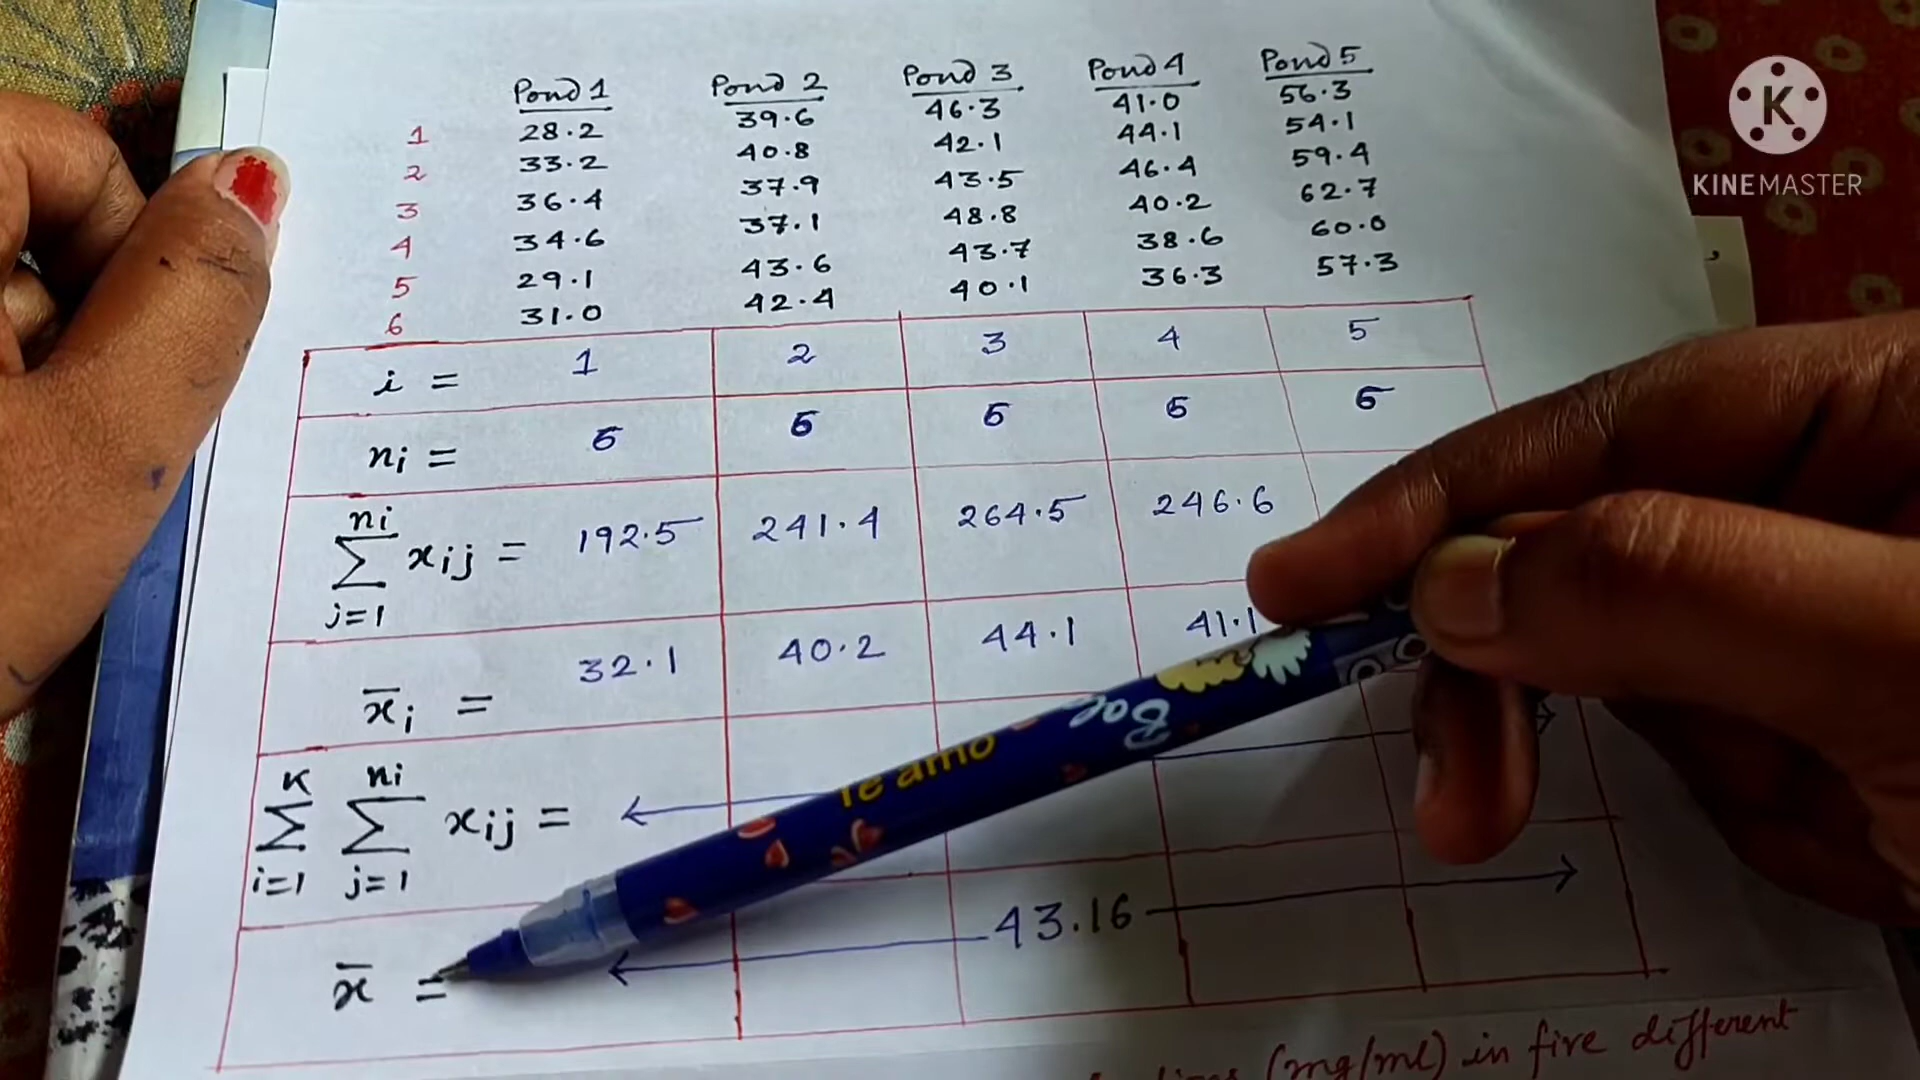 Pond 1 Pond 2 Pond 3 Pond 4 Pond 5
1 28.2 39.6 46.3 41.0 56.3
2 33.2 40.8 42.1 44.1 54.1
3 36.4 37.9 43.5 46.4 59.4
4 34.6 37.1 48.8 40.2 62.7
5 29.1 43.6 43.7 38.6 60.0
6 31.0 42.4 40.1 36.3 57.3
i = 1 2 3 4 5
ni = 6 6 6 6 6
ni
∑ xij = 192.5 241.4 264.5 246.6
j=1
x̄i = 32.1 40.2 44.1 41.1
K ni
∑ ∑ xij =
i=1 j=1
x̄ = 43.16
(mg/ml) in five different
Te amo
KINEMASTER
K